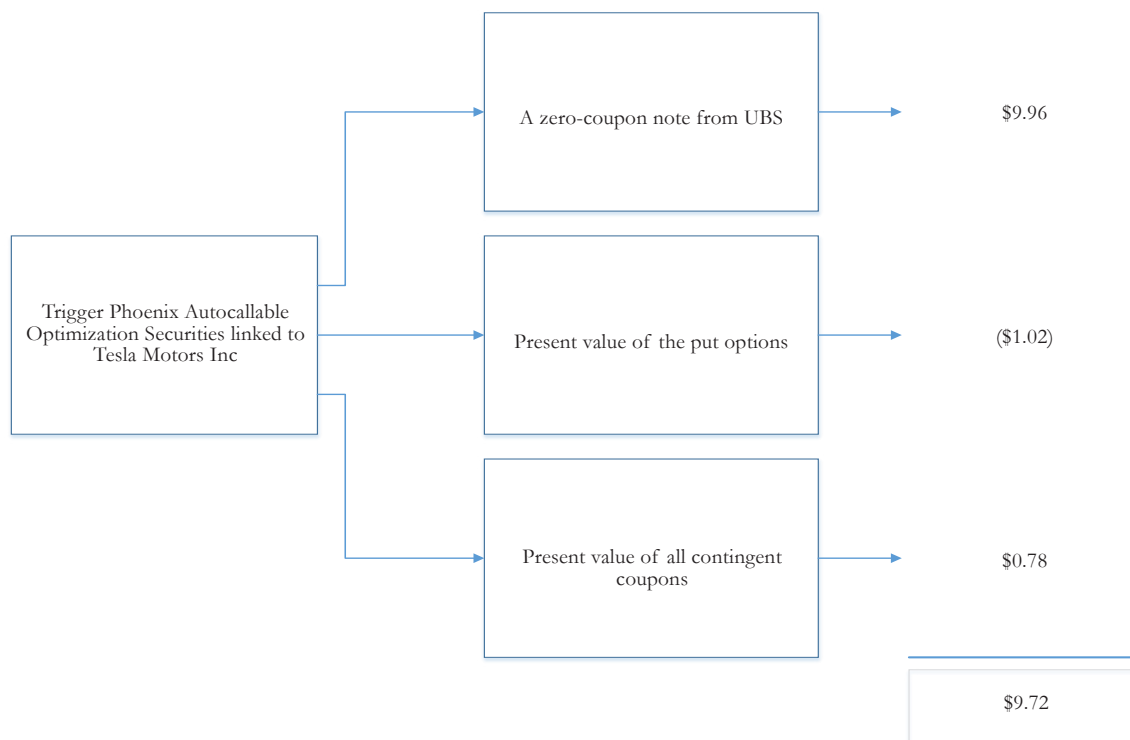 A zero-coupon note from UBS
$9.96
Trigger Phoenix Autocallable
Optimization Securities linked to
Tesla Motors Inc
Present value of the put options
($1.02)
Present value of all contingent
coupons
$0.78
$9.72